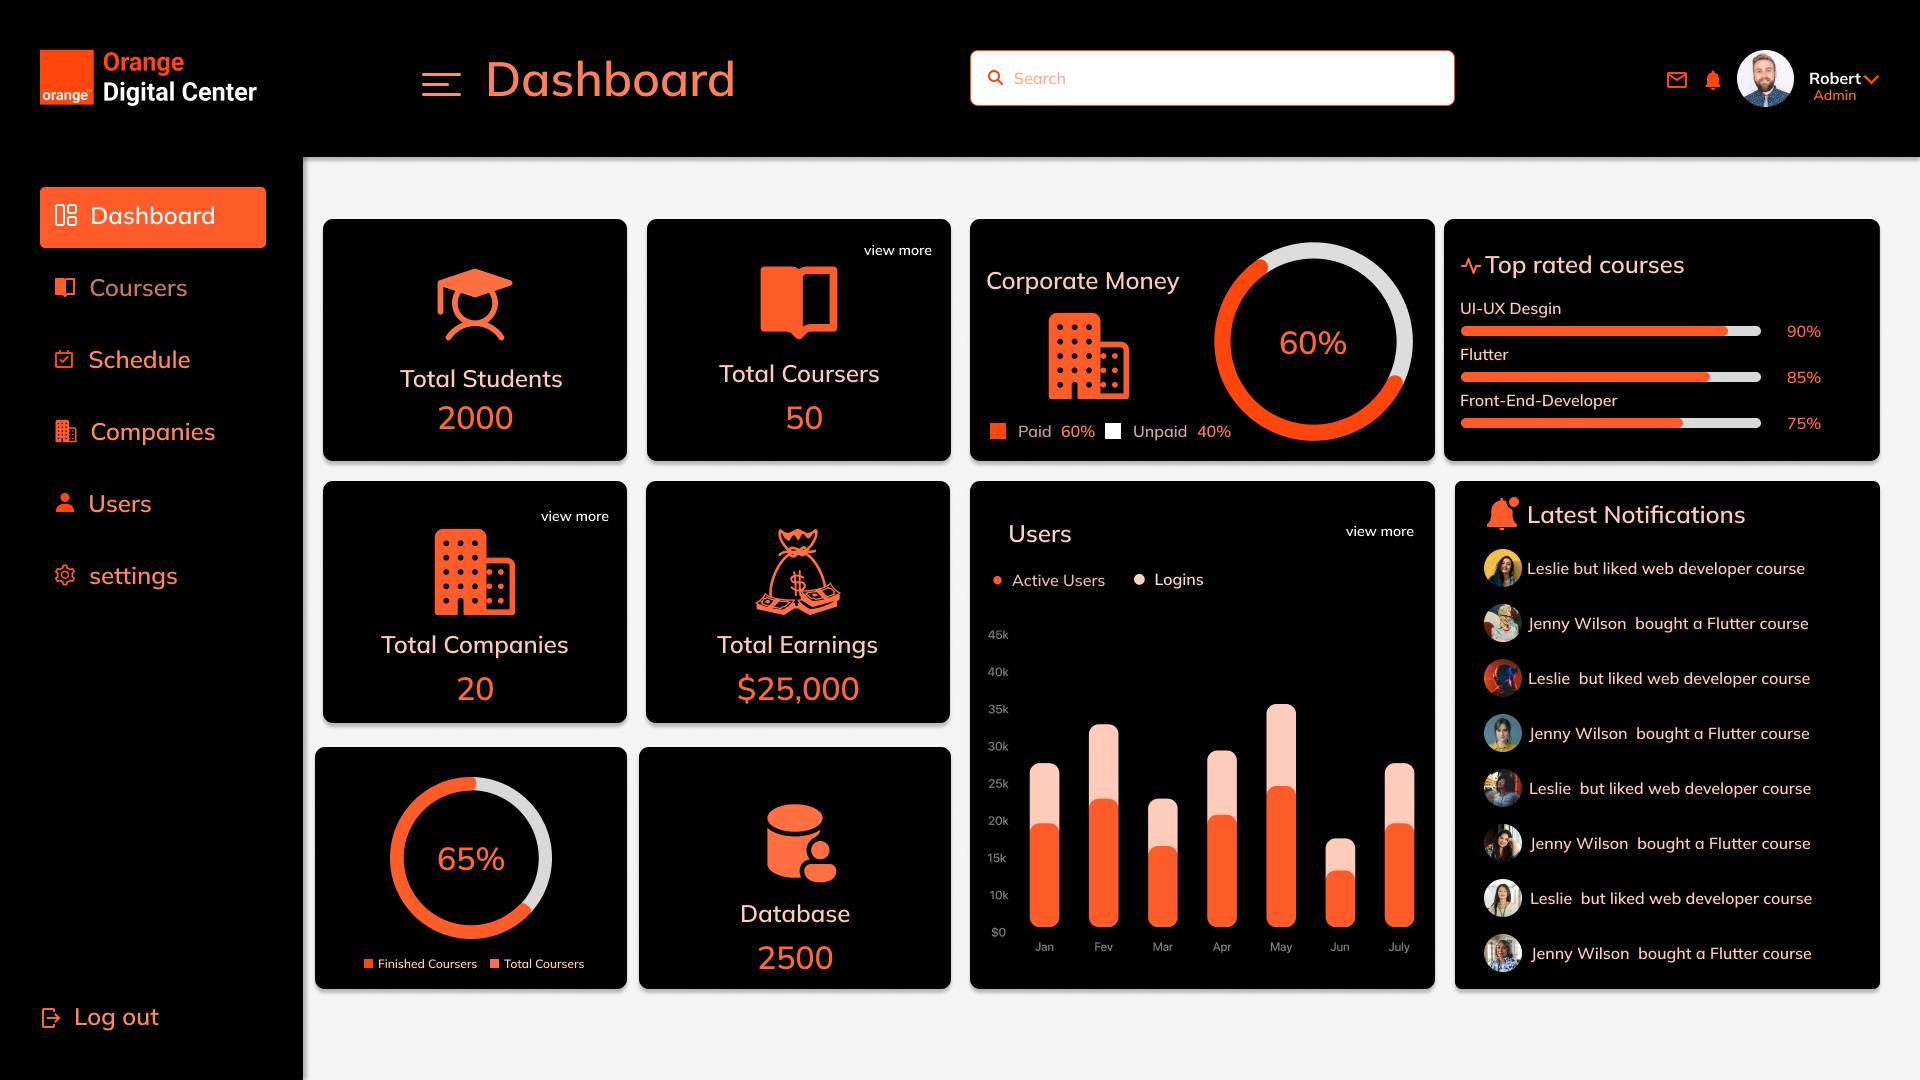 Orange
Digital Center
orange™
Dashboard
Search
Robert
Admin
Dashboard
Coursers
Schedule
Companies
Users
settings
Log out
Total Students
2000
view more
Total Coursers
50
Corporate Money
60%
Paid 60% Unpaid 40%
Top rated courses
UI-UX Desgin
90%
Flutter
85%
Front-End-Developer
75%
view more
Total Companies
20
Total Earnings
$25,000
Users
view more
Active Users Logins
45k
40k
35k
30k
25k
20k
15k
10k
$0
Jan Fev Mar Apr May Jun July
Latest Notifications
Leslie but liked web developer course
Jenny Wilson bought a Flutter course
Leslie but liked web developer course
Jenny Wilson bought a Flutter course
Leslie but liked web developer course
Jenny Wilson bought a Flutter course
Leslie but liked web developer course
Jenny Wilson bought a Flutter course
65%
Finished Coursers Total Coursers
Database
2500